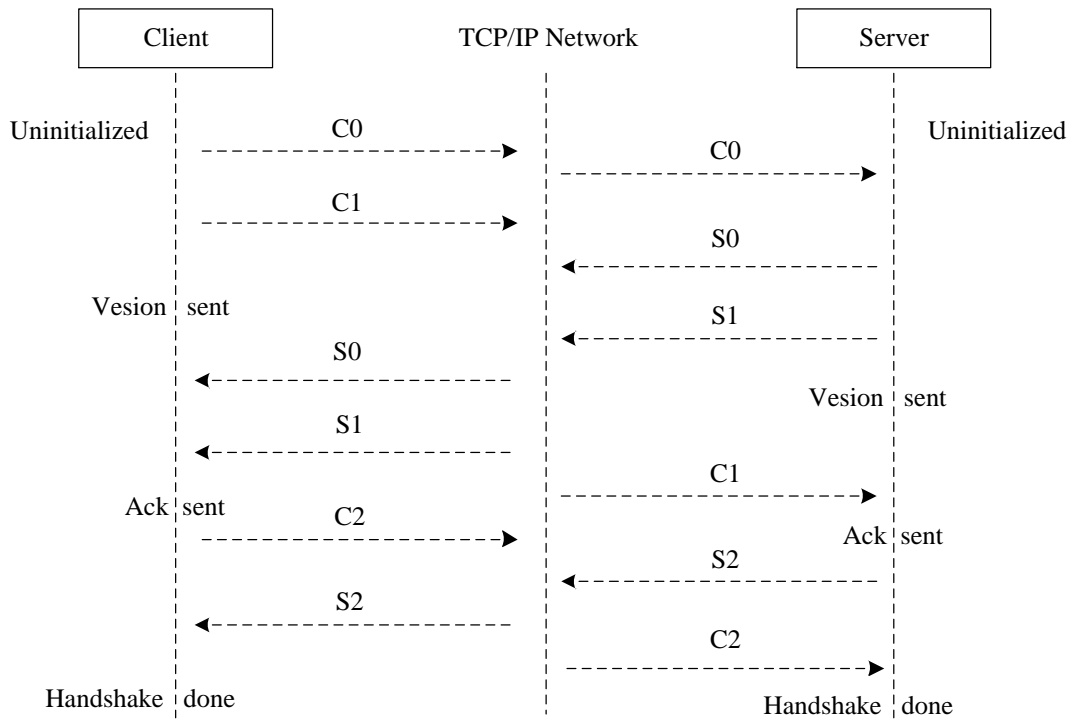 Client
TCP/IP Network
Server
Uninitialized
C0
Uninitialized
C0
C1
S0
Vesion sent
S1
S0
Vesion sent
S1
C1
Ack sent
C2
Ack sent
S2
S2
C2
Handshake done
Handshake done